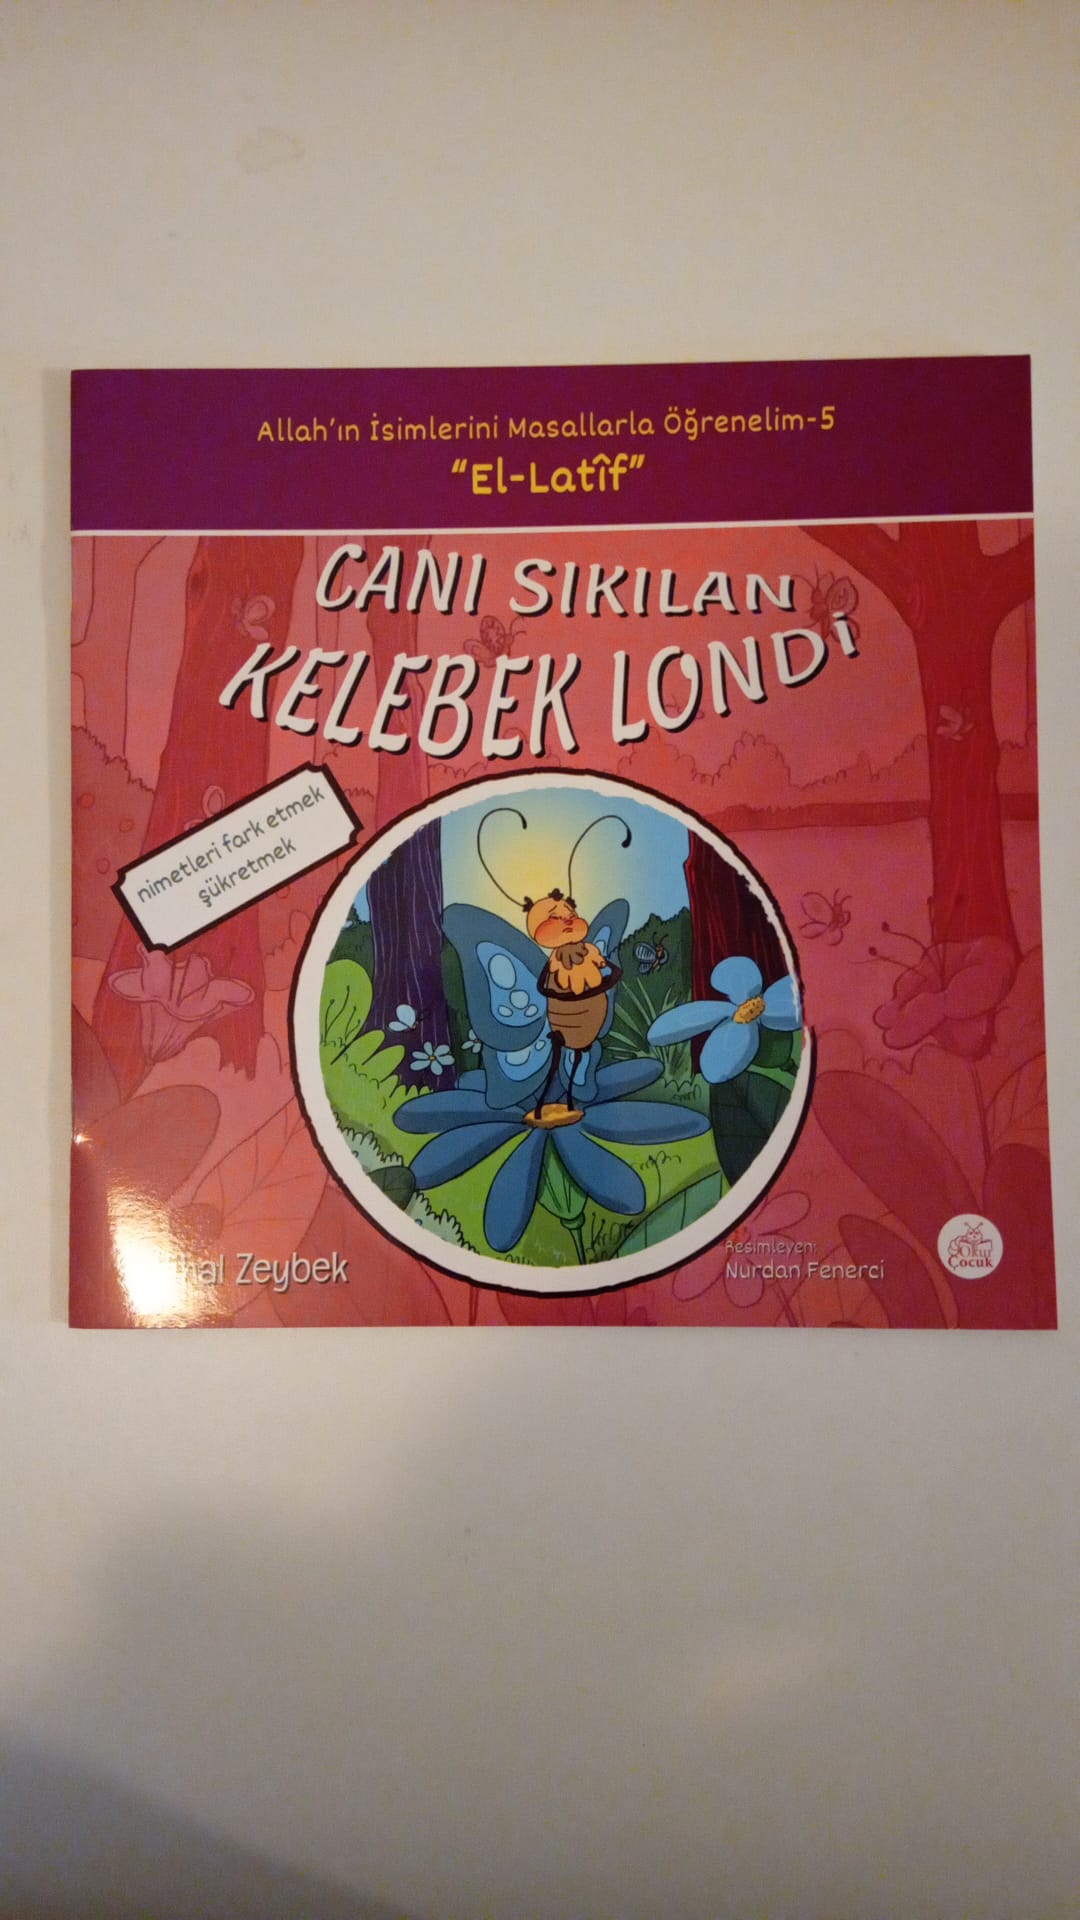 Allah'ın İsimlerini Masallarla Öğrenelim-5
"El-Latîf"
CANI SIKILAN
KELEBEK LONDİ
nimetleri fark etmek
şükretmek
Zeybek
Resimleyen:
Nurdan Fenerci
Okur
Çocuk